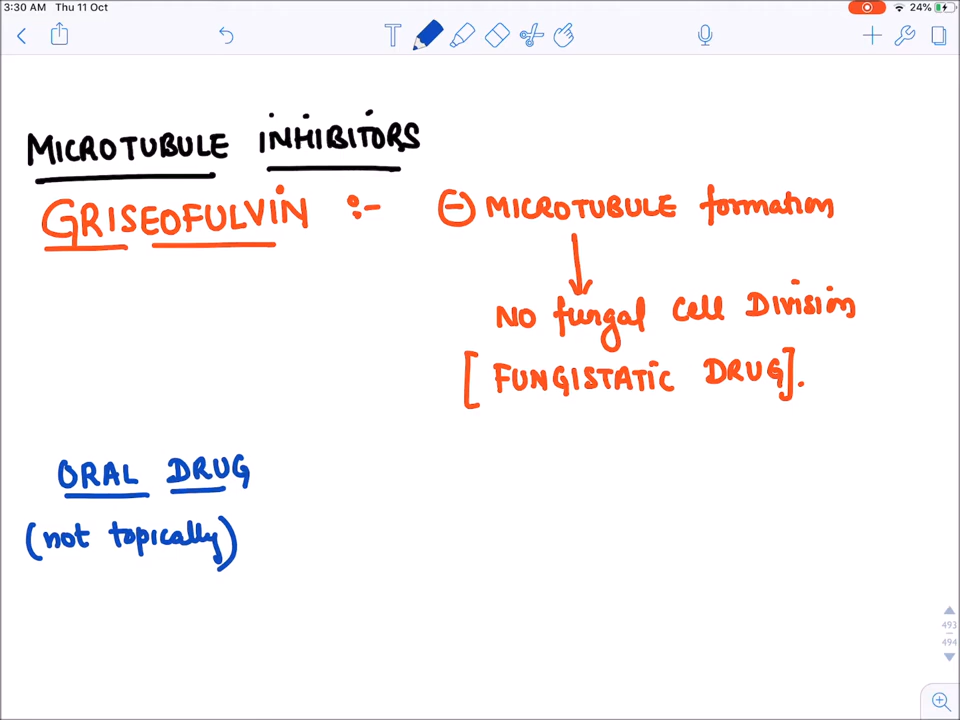 3:30 AM Thu 11 Oct
24%
T
MICROTUBULE INHIBITORS
GRISEOFULVIN :- ⊖ MICROTUBULE formation
↓
NO fungal cell Division
[FUNGISTATIC DRUG].
ORAL DRUG
(not topically)
493
494